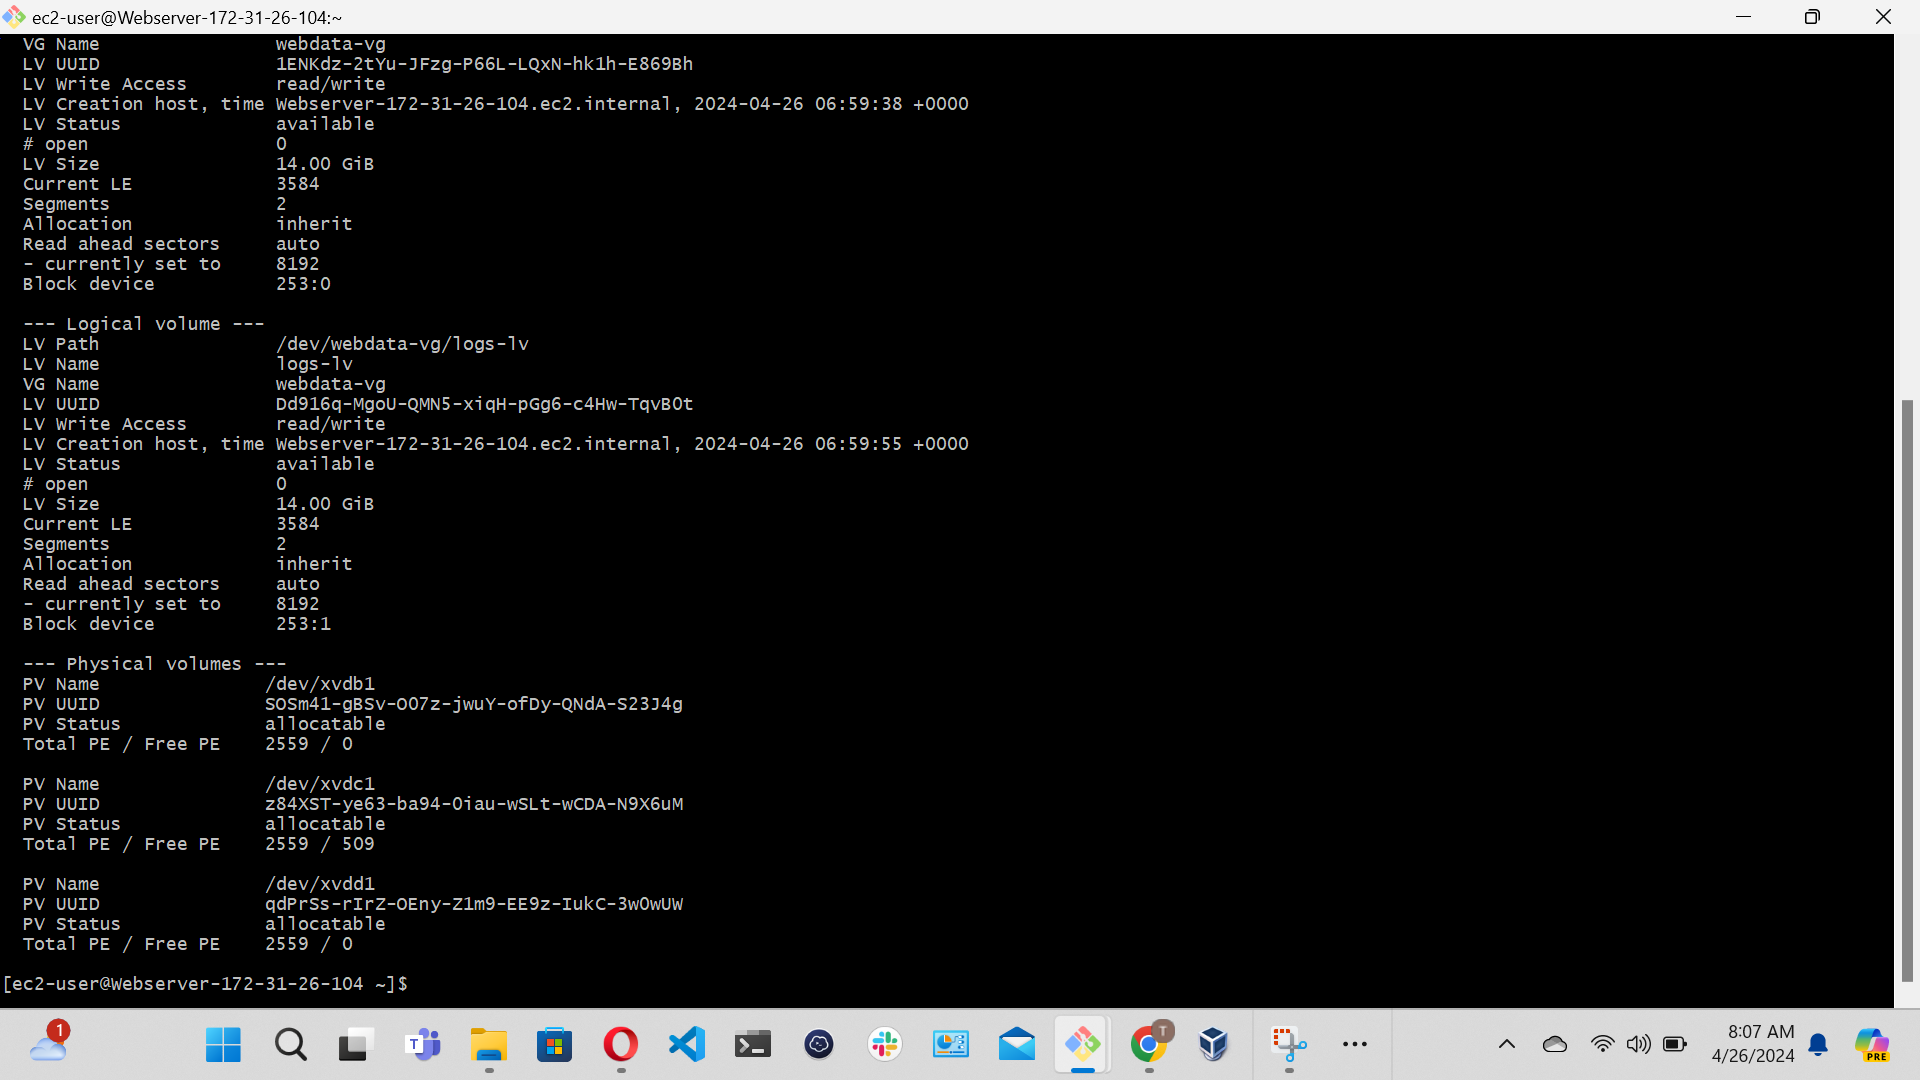 ec2-user@Webserver-172-31-26-104:~
VG Name                webdata-vg
LV UUID                1ENKdz-2tYu-JFzg-P66L-LQxN-hk1h-E869Bh
LV Write Access        read/write
LV Creation host, time Webserver-172-31-26-104.ec2.internal, 2024-04-26 06:59:38 +0000
LV Status              available
# open                 0
LV Size                14.00 GiB
Current LE             3584
Segments               2
Allocation             inherit
Read ahead sectors     auto
- currently set to     8192
Block device           253:0
--- Logical volume ---
LV Path                /dev/webdata-vg/logs-lv
LV Name                logs-lv
VG Name                webdata-vg
LV UUID                Dd916q-MgoU-QMN5-xiqH-pGg6-c4Hw-TqvB0t
LV Write Access        read/write
LV Creation host, time Webserver-172-31-26-104.ec2.internal, 2024-04-26 06:59:55 +0000
LV Status              available
# open                 0
LV Size                14.00 GiB
Current LE             3584
Segments               2
Allocation             inherit
Read ahead sectors     auto
- currently set to     8192
Block device           253:1
--- Physical volumes ---
PV Name               /dev/xvdb1
PV UUID               SOSm41-gBSv-OO7z-jwuY-ofDy-QNdA-S23J4g
PV Status             allocatable
Total PE / Free PE    2559 / 0
PV Name               /dev/xvdc1
PV UUID               z84XST-ye63-ba94-0iau-wSLt-wCDA-N9X6uM
PV Status             allocatable
Total PE / Free PE    2559 / 509
PV Name               /dev/xvdd1
PV UUID               qdPrSs-rIrZ-OEny-Z1m9-EE9z-IukC-3w0wUW
PV Status             allocatable
Total PE / Free PE    2559 / 0
[ec2-user@Webserver-172-31-26-104 ~]$
1
T
T
8:07 AM
4/26/2024
PRE